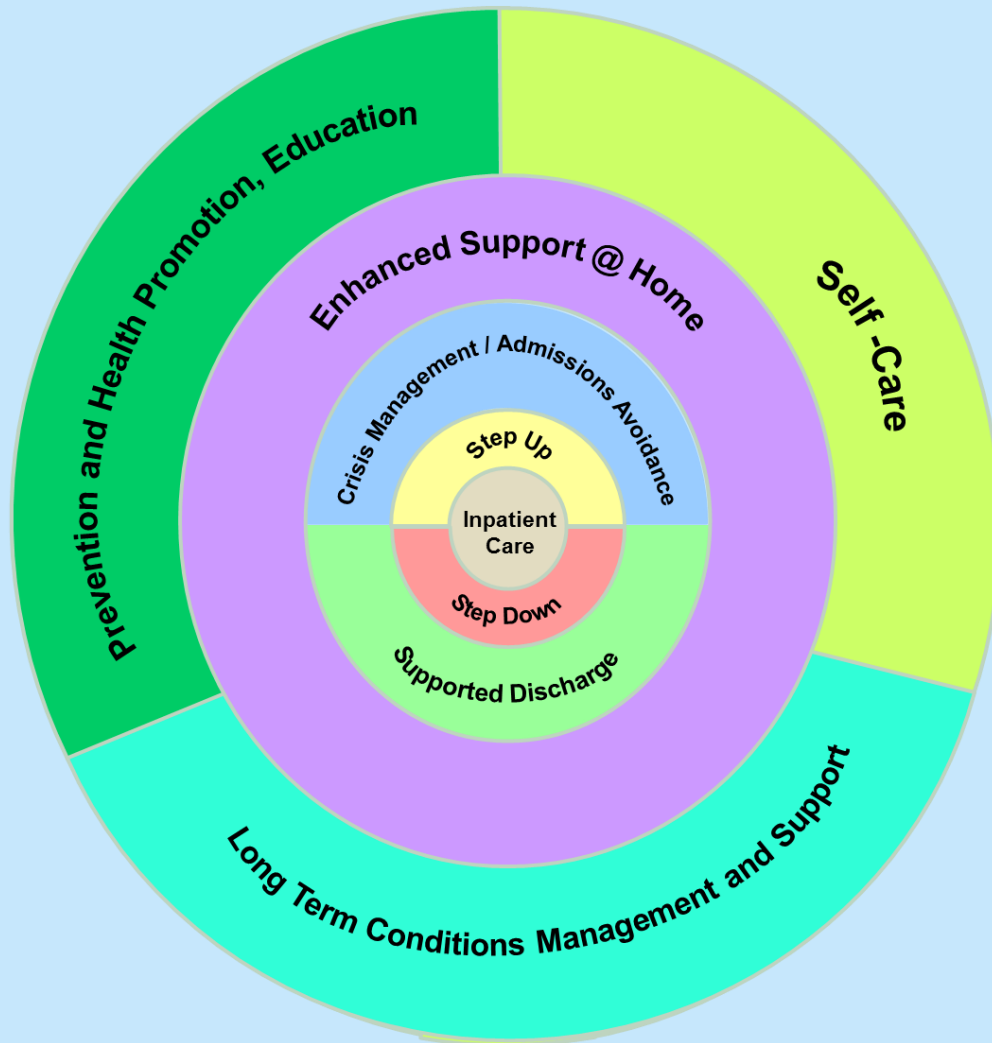 Prevention and Health Promotion, Education
Self -Care
Enhanced Support @ Home
Crisis Management / Admissions Avoidance
Step Up
Inpatient
Care
Step Down
Supported Discharge
Long Term Conditions Management and Support